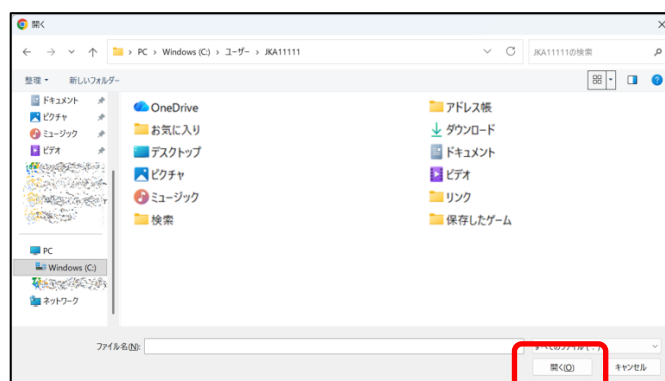 開く
PC › Windows (C:) › ユーザー › JKA11111
JKA11111の検索
整理 新しいフォルダー
ドキュメント
ピクチャ
ミュージック
ビデオ
PC
Windows (C:)
ネットワーク
OneDrive
お気に入り
デスクトップ
ピクチャ
ミュージック
検索
アドレス帳
ダウンロード
ドキュメント
ビデオ
リンク
保存したゲーム
ファイル名(N):
開く(O) キャンセル